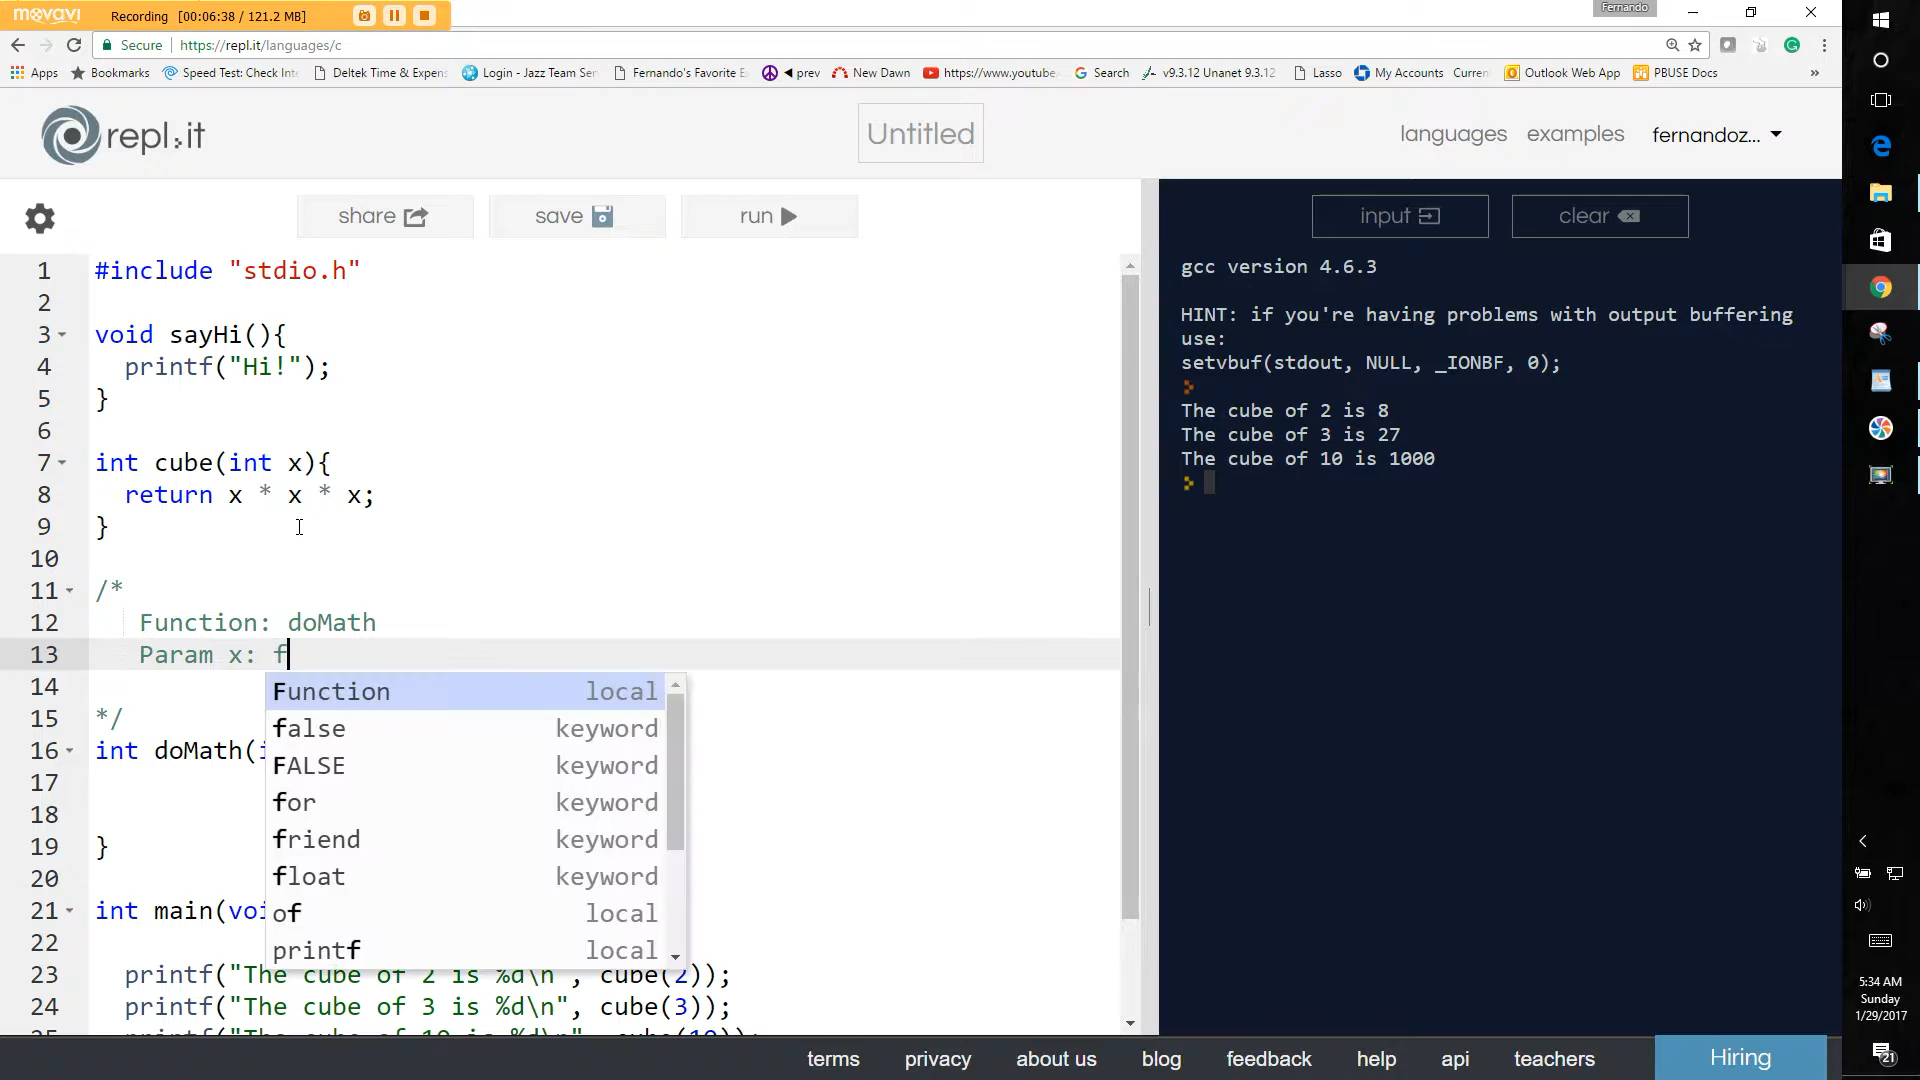 movavi Recording [00:06:38 / 121.2 MB]
Fernando
Secure https://repl.it/languages/c
Apps Bookmarks Speed Test: Check Inte Deltek Time & Expens Login - Jazz Team Ser Fernando's Favorite E prev New Dawn https://www.youtube. Search v9.3.12 Unanet 9.3.12 Lasso My Accounts Curren Outlook Web App PBUSE Docs »
repl.it
Untitled
languages examples fernandoz...
share save run
input clear
1 #include "stdio.h"
2
3 void sayHi(){
4 printf("Hi!");
5 }
6
7 int cube(int x){
8 return x * x * x;
9 }
10
11 /*
12 Function: doMath
13 Param x: f
14
15 */
16 int doMath(i
17
18
19 }
20
21 int main(voi
22
23 printf("The cube of 2 is %d\n", cube(2));
24 printf("The cube of 3 is %d\n", cube(3));
25 printf("The cube of 10 is %d\n", cube(10));
Function local
false keyword
FALSE keyword
for keyword
friend keyword
float keyword
of local
printf local
gcc version 4.6.3
HINT: if you're having problems with output buffering
use:
setvbuf(stdout, NULL, _IONBF, 0);
The cube of 2 is 8
The cube of 3 is 27
The cube of 10 is 1000
terms privacy about us blog feedback help api teachers Hiring
5:34 AM
Sunday
1/29/2017
21